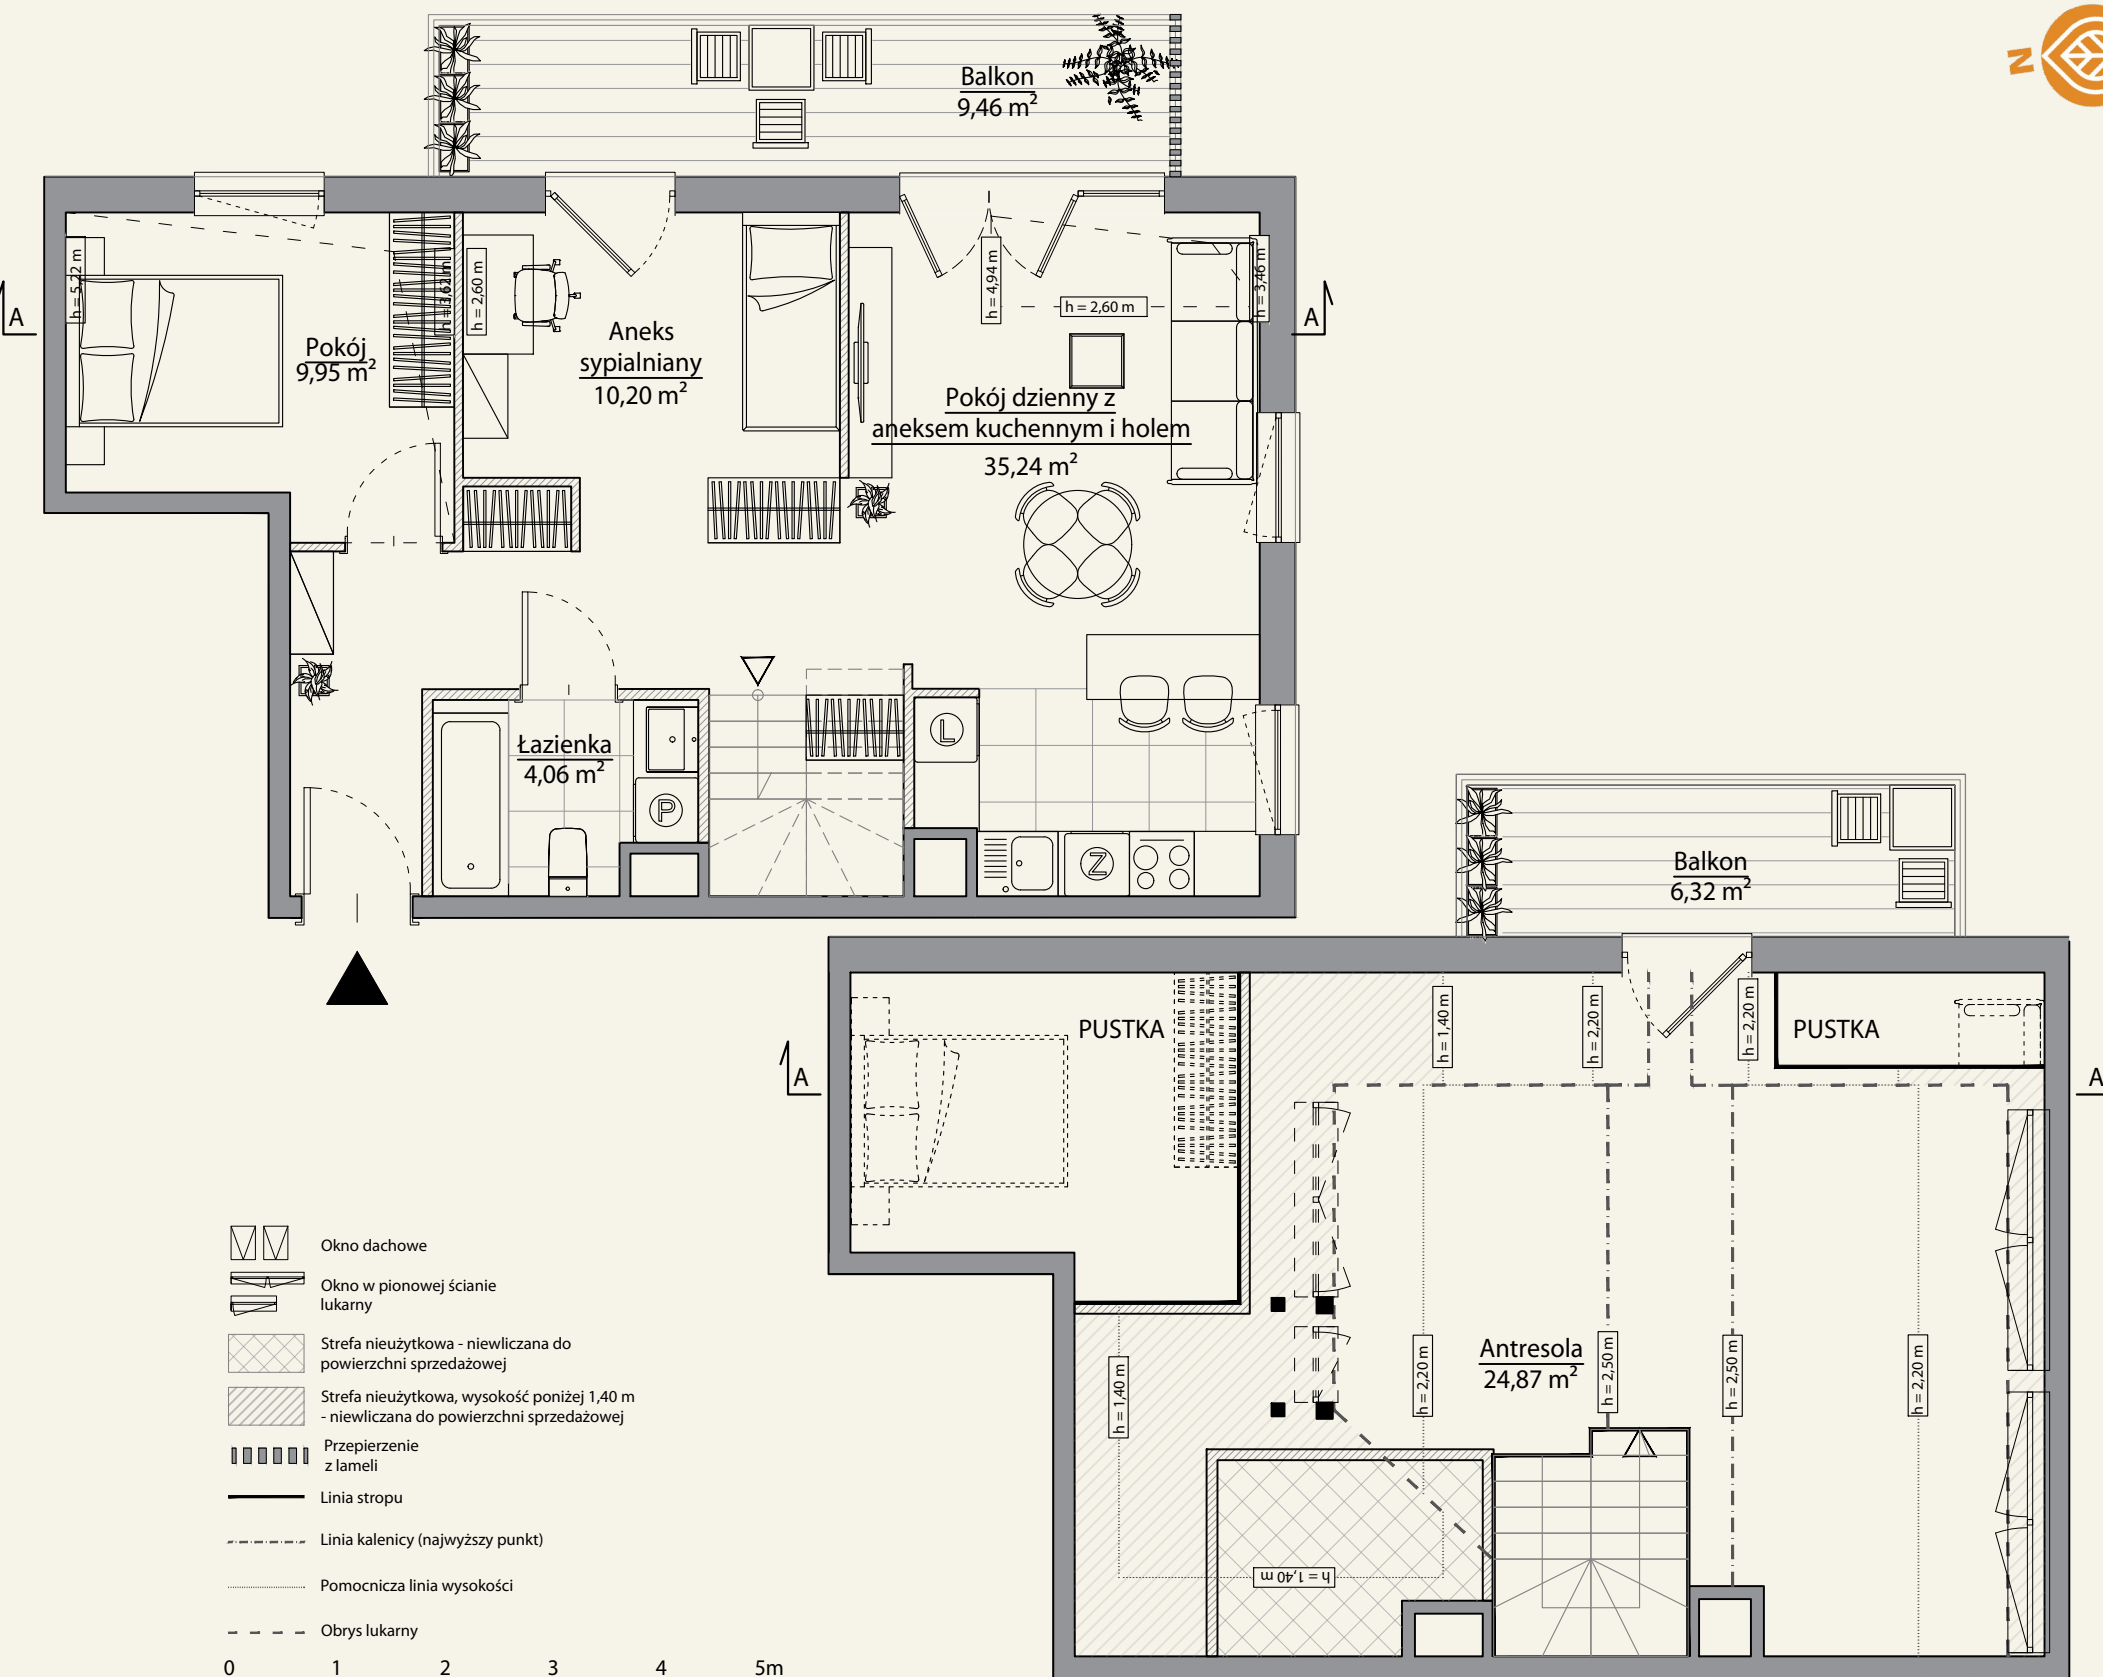 N
Balkon
9,46 m²
A
h = 5,22 m
h = 3,62 m
h = 2,60 m
Pokój
9,95 m²
Aneks
sypialniany
10,20 m²
h = 4,94 m
h = 2,60 m
h = 3,46 m
A
Pokój dzienny z
aneksem kuchennym i holem
35,24 m²
Łazienka
4,06 m²
P
L
Z
Balkon
6,32 m²
A
PUSTKA
h = 1,40 m
h = 2,20 m
h = 2,20 m
PUSTKA
A
h = 1,40 m
h = 2,20 m
Antresola
24,87 m²
h = 2,50 m
h = 2,50 m
h = 2,20 m
h = 1,40 m
Okno dachowe
Okno w pionowej ścianie
lukarny
Strefa nieużytkowa - niewliczana do
powierzchni sprzedażowej
Strefa nieużytkowa, wysokość poniżej 1,40 m
- niewliczana do powierzchni sprzedażowej
Przepierzenie
z lameli
Linia stropu
Linia kalenicy (najwyższy punkt)
Pomocnicza linia wysokości
Obrys lukarny
0 1 2 3 4 5m